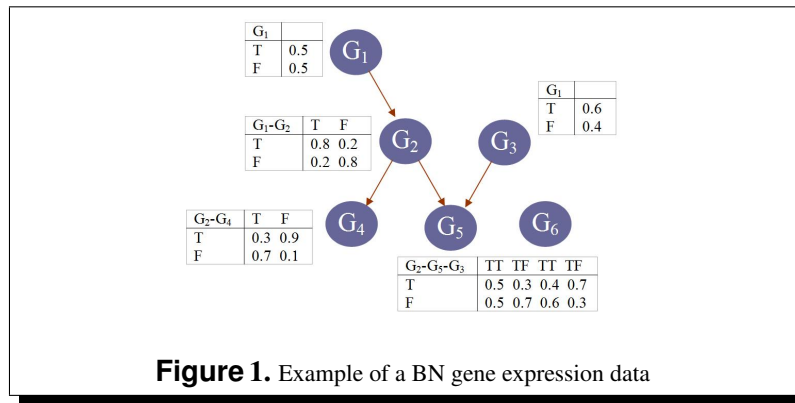 G₁
T 0.5
F 0.5
G₁
G₁
T 0.6
F 0.4
G₁-G₂ T F
T 0.8 0.2
F 0.2 0.8
G₂
G₃
G₂-G₄ T F
T 0.3 0.9
F 0.7 0.1
G₄
G₅
G₆
G₂-G₅-G₃ TT TF TT TF
T 0.5 0.3 0.4 0.7
F 0.5 0.7 0.6 0.3
Figure 1. Example of a BN gene expression data